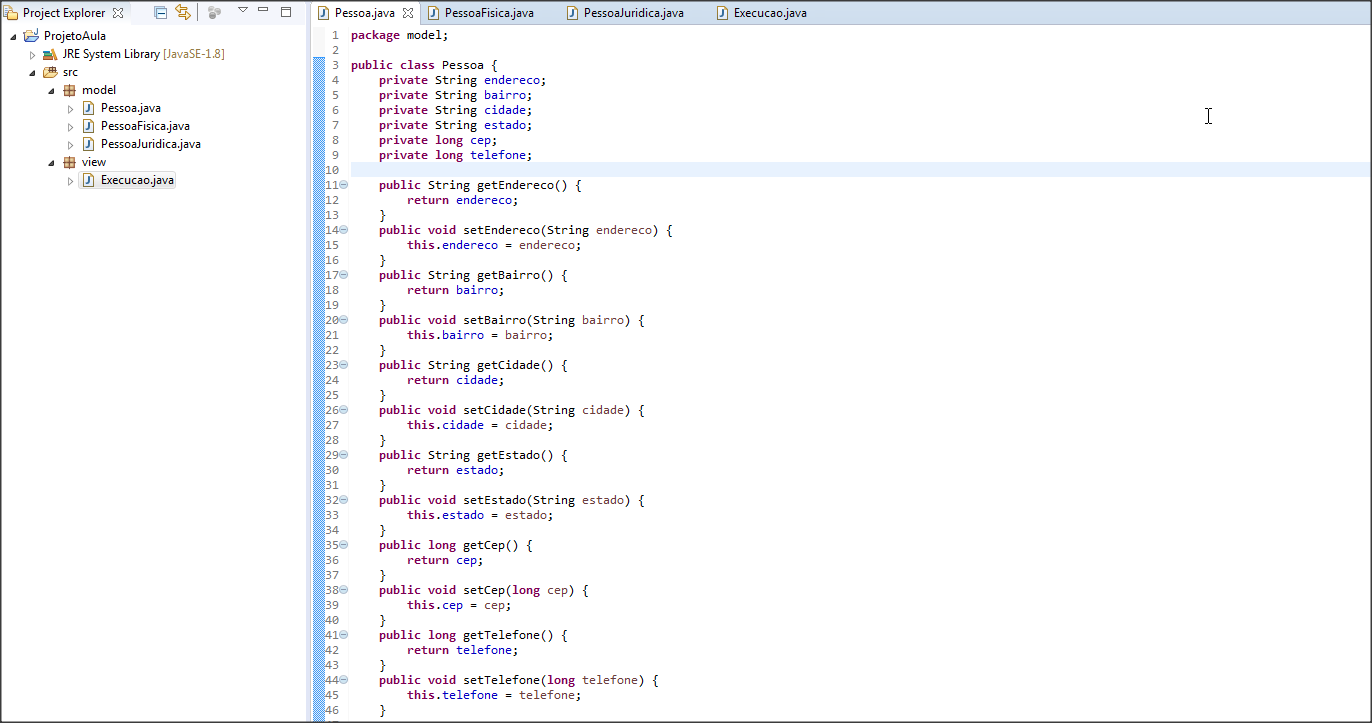 Project Explorer
ProjetoAula
JRE System Library [JavaSE-1.8]
src
model
Pessoa.java
PessoaFisica.java
PessoaJuridica.java
view
Execucao.java
Pessoa.java PessoaFisica.java PessoaJuridica.java Execucao.java
1 package model;
2
3 public class Pessoa {
4 private String endereco;
5 private String bairro;
6 private String cidade;
7 private String estado;
8 private long cep;
9 private long telefone;
10
11 public String getEndereco() {
12 return endereco;
13 }
14 public void setEndereco(String endereco) {
15 this.endereco = endereco;
16 }
17 public String getBairro() {
18 return bairro;
19 }
20 public void setBairro(String bairro) {
21 this.bairro = bairro;
22 }
23 public String getCidade() {
24 return cidade;
25 }
26 public void setCidade(String cidade) {
27 this.cidade = cidade;
28 }
29 public String getEstado() {
30 return estado;
31 }
32 public void setEstado(String estado) {
33 this.estado = estado;
34 }
35 public long getCep() {
36 return cep;
37 }
38 public void setCep(long cep) {
39 this.cep = cep;
40 }
41 public long getTelefone() {
42 return telefone;
43 }
44 public void setTelefone(long telefone) {
45 this.telefone = telefone;
46 }